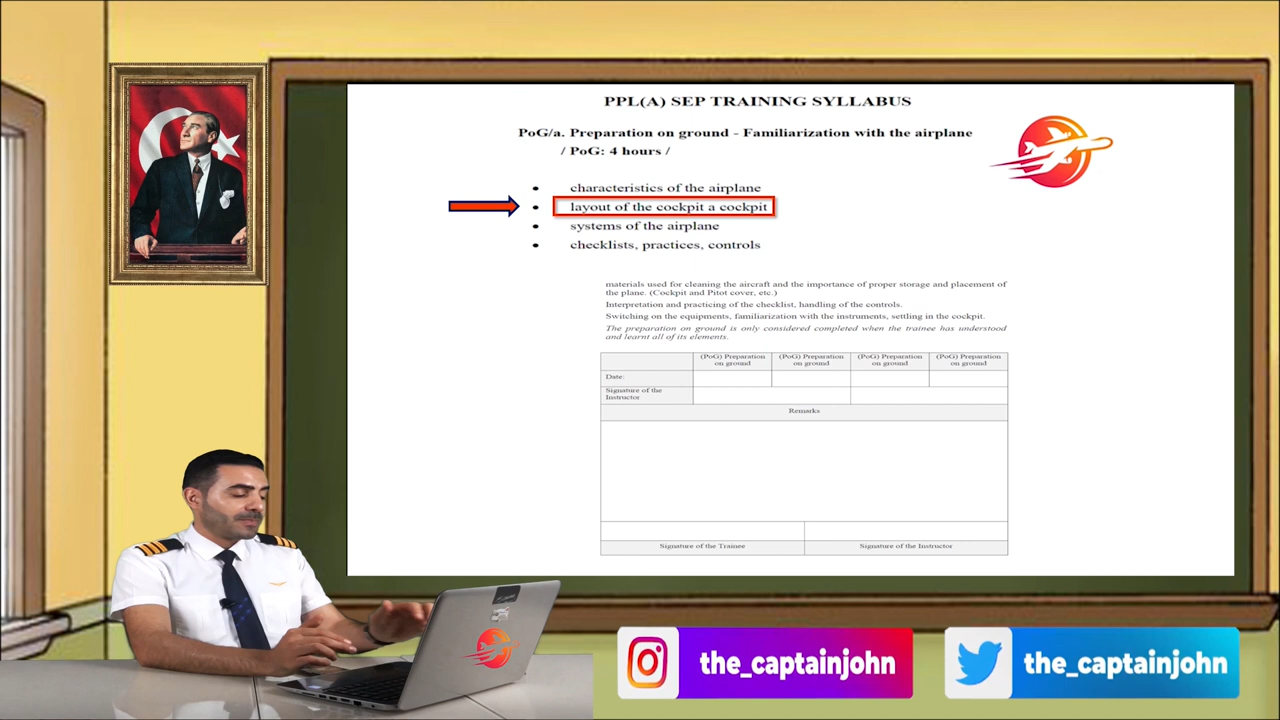 PPL(A) SEP TRAINING SYLLABUS
PoG/a. Preparation on ground - Familiarization with the airplane
/ PoG: 4 hours /
• characteristics of the airplane
• layout of the cockpit a cockpit
• systems of the airplane
• checklists, practices, controls
materials used for cleaning the aircraft and the importance of proper storage and placement of
the plane. (Cockpit and Pitot cover, etc.)
Interpretation and practicing of the checklist, handling of the controls.
Switching on the equipments, familiarization with the instruments, settling in the cockpit.
The preparation on ground is only considered completed when the trainee has understood
and learnt all of its elements.
(PoG) Preparation on ground (PoG) Preparation on ground (PoG) Preparation on ground (PoG) Preparation on ground
Date:
Signature of the
Instructor
Remarks
Signature of the Trainee Signature of the Instructor
the_captainjohn the_captainjohn